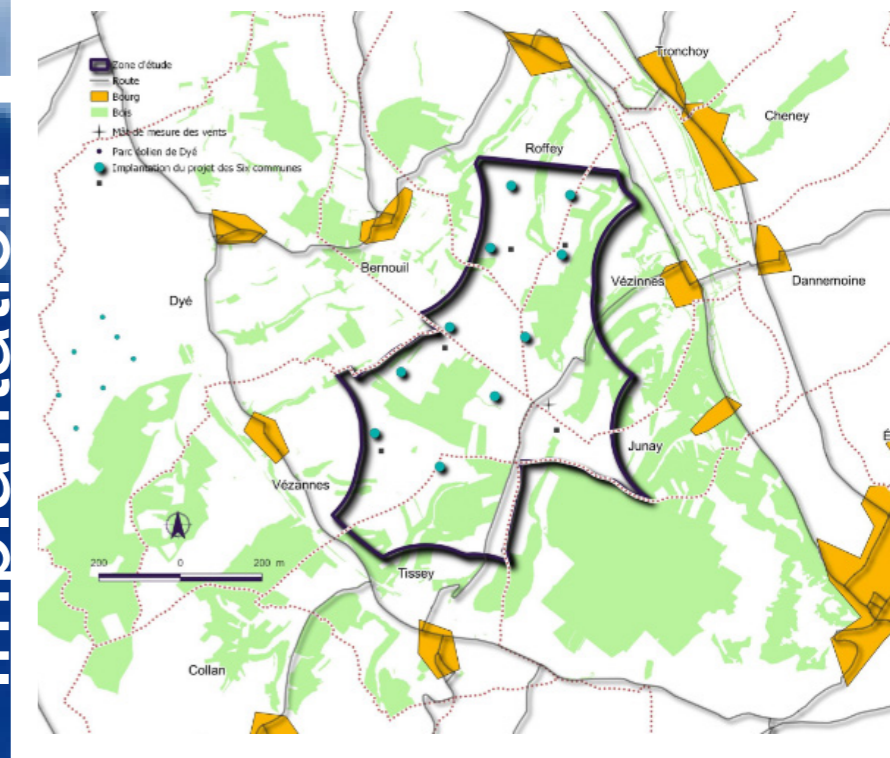 Implantation
Zone d'étude
Route
Bourg
Bois
Mât de mesure des vents
Parc éolien de Dyé
Implantation du projet des Six communes
Tronchoy
Cheney
Roffey
Bernouil
Vézinnes
Dannemoine
Dyé
Junay
É
Vézannes
200 0 200 m
Tissey
Collan